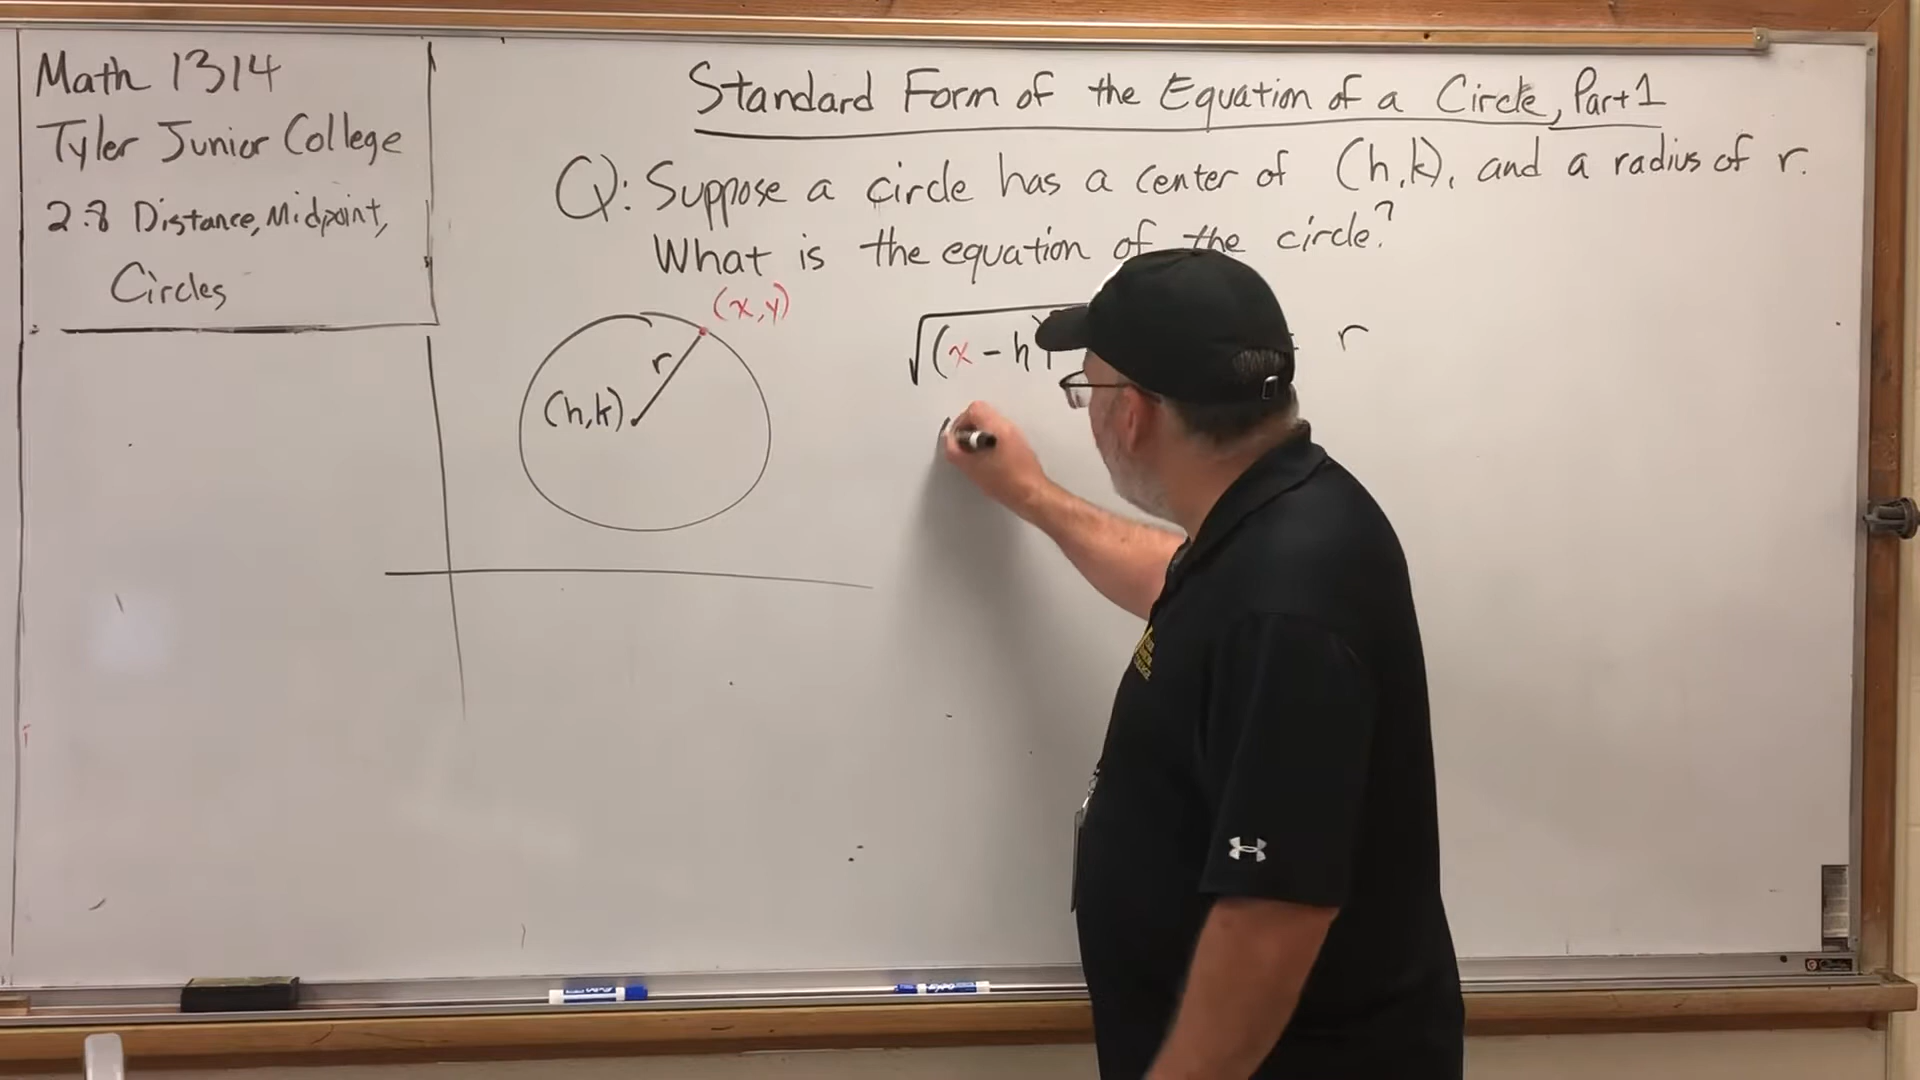 Math 1314
Tyler Junior College
2.8 Distance, Midpoint,
Circles
Standard Form of the Equation of a Circle, Part 1
Q: Suppose a circle has a center of (h,k), and a radius of r.
What is the equation of the circle?
(x,y)
r
(h,k)
√(x-h) = r
(
EXPO